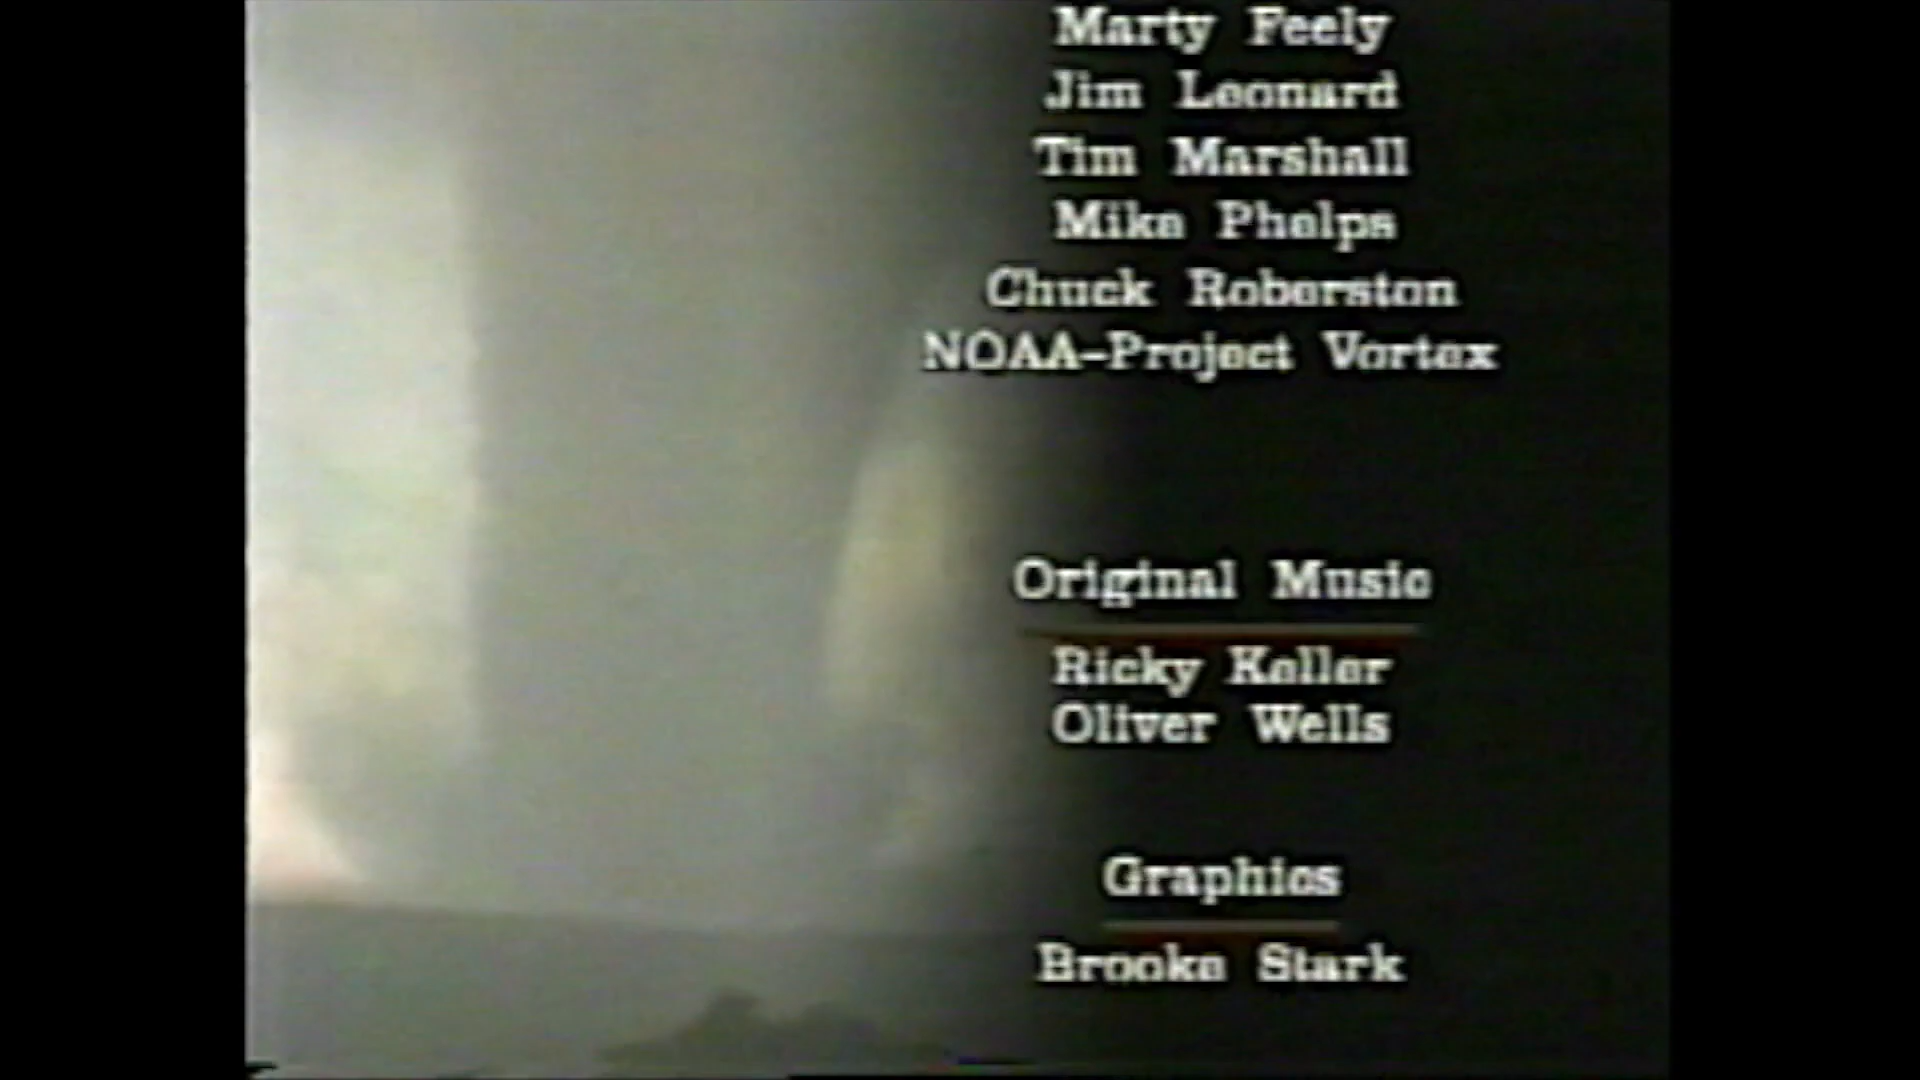 Marty Feely
Jim Leonard
Tim Marshall
Mike Phelps
Chuck Roberston
NOAA-Project Vortex
Original Music
Ricky Keller
Oliver Wells
Graphics
Brooke Stark